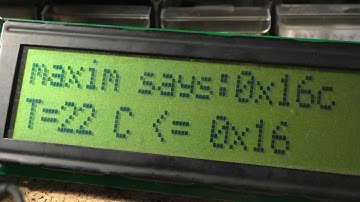 maxim says:0x16c
T=22 C <= 0x16